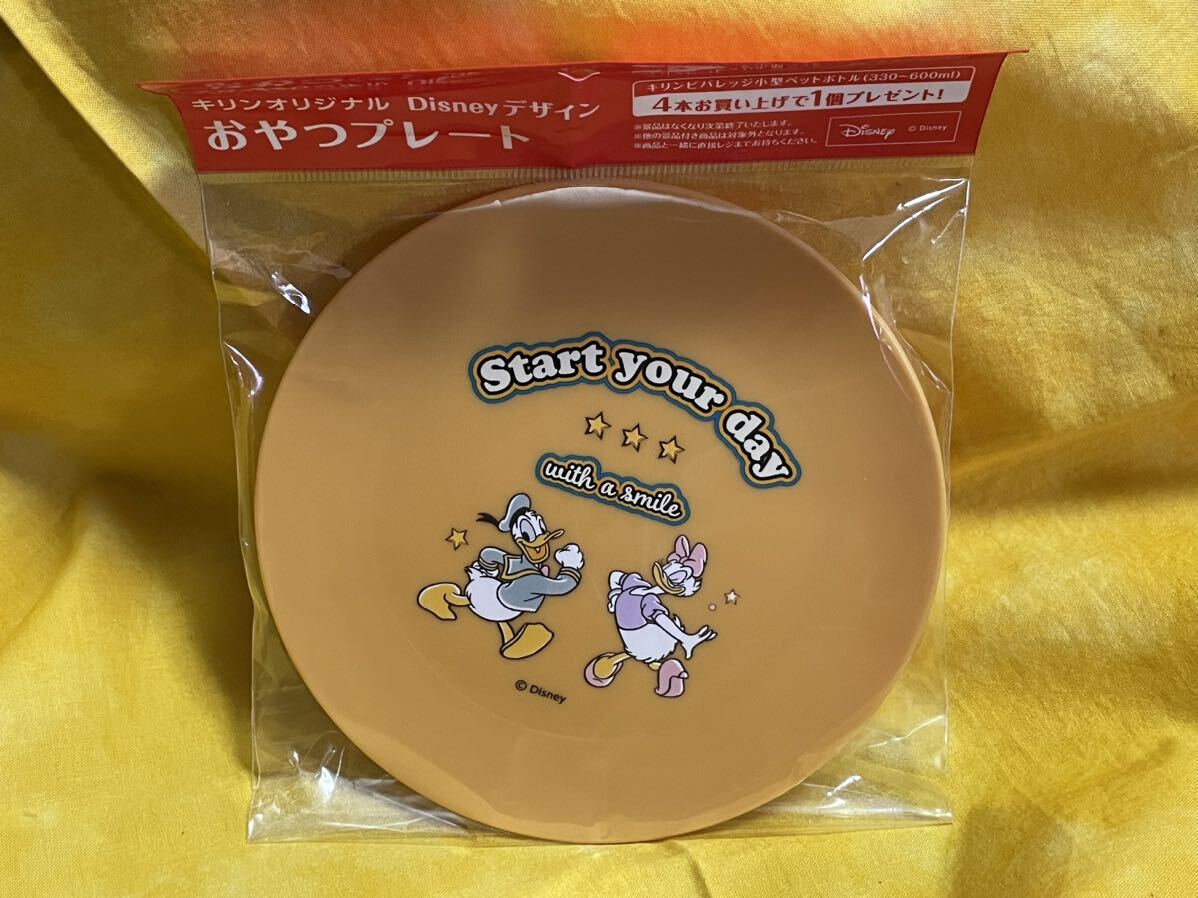 キリンオリジナル Disneyデザイン
おやつプレート
キリンビバレッジ小型ペットボトル(330~600ml)
4本お買い上げで1個プレゼント!
※景品はなくなり次第終了いたします。
※他の景品付き商品は対象外となります。
※商品と一緒に直接レジまでお持ちください。
Disney
© Disney
Start your day
with a smile
© Disney